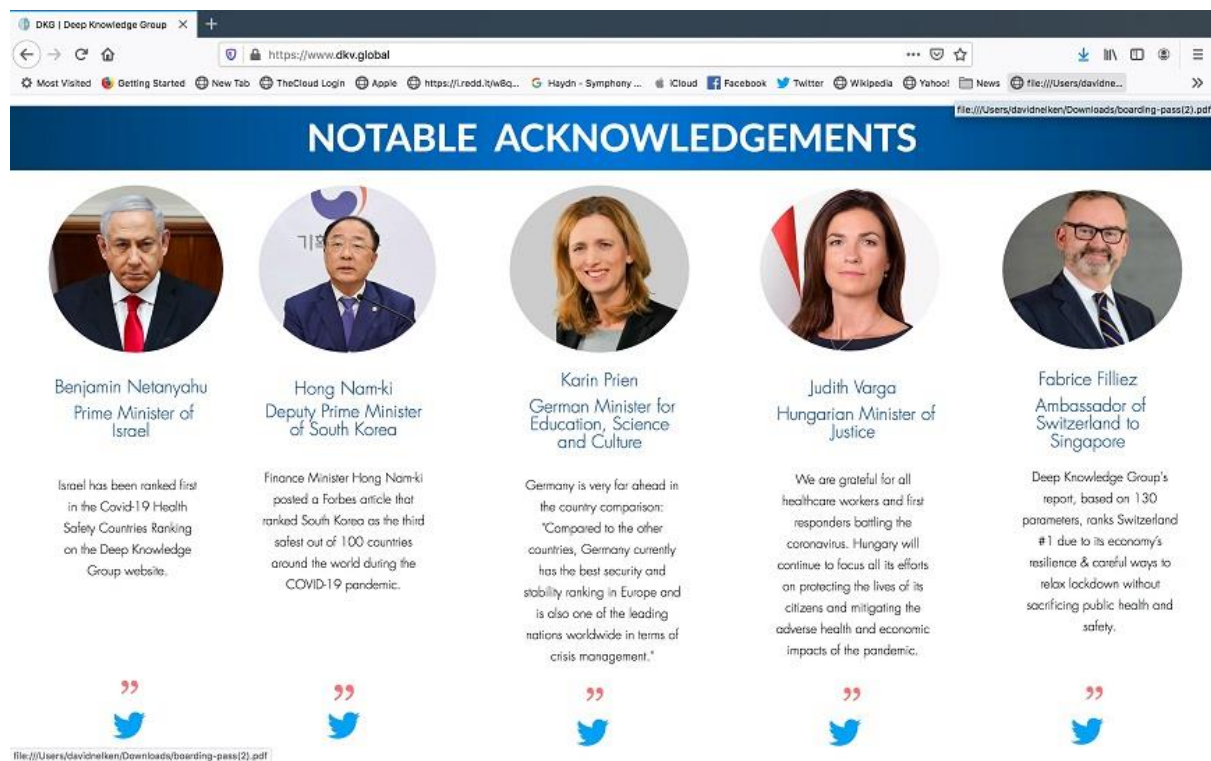 DKG | Deep Knowledge Group
https://www.dkv.global
Most Visited Getting Started New Tab TheCloud Login Apple https://i.redd.it/w8q... Haydn - Symphony ... iCloud Facebook Twitter Wikipedia Yahoo! News file:///Users/davidne...
file:///Users/davidnelken/Downloads/boarding-pass(2).pdf
NOTABLE ACKNOWLEDGEMENTS
기획
Benjamin Netanyahu
Prime Minister of
Israel
Israel has been ranked first
in the Covid-19 Health
Safety Countries Ranking
on the Deep Knowledge
Group website.
Hong Nam-ki
Deputy Prime Minister
of South Korea
Finance Minister Hong Nam-ki
posted a Forbes article that
ranked South Korea as the third
safest out of 100 countries
around the world during the
COVID-19 pandemic.
Karin Prien
German Minister for
Education, Science
and Culture
Germany is very far ahead in
the country comparison:
"Compared to the other
countries, Germany currently
has the best security and
stability ranking in Europe and
is also one of the leading
nations worldwide in terms of
crisis management."
Judith Varga
Hungarian Minister of
Justice
We are grateful for all
healthcare workers and first
responders battling the
coronavirus. Hungary will
continue to focus all its efforts
on protecting the lives of its
citizens and mitigating the
adverse health and economic
impacts of the pandemic.
Fabrice Filliez
Ambassador of
Switzerland to
Singapore
Deep Knowledge Group's
report, based on 130
parameters, ranks Switzerland
#1 due to its economy's
resilience & careful ways to
relax lockdown without
sacrificing public health and
safety.
file:///Users/davidnelken/Downloads/boarding-pass(2).pdf